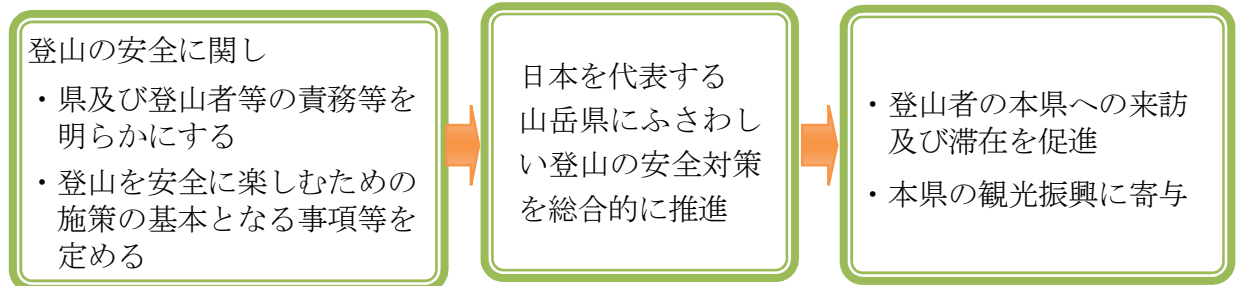 登山の安全に関し
・県及び登山者等の責務等を
明らかにする
・登山を安全に楽しむための
施策の基本となる事項等を
定める
日本を代表する
山岳県にふさわし
い登山の安全対策
を総合的に推進
・登山者の本県への来訪
及び滞在を促進
・本県の観光振興に寄与